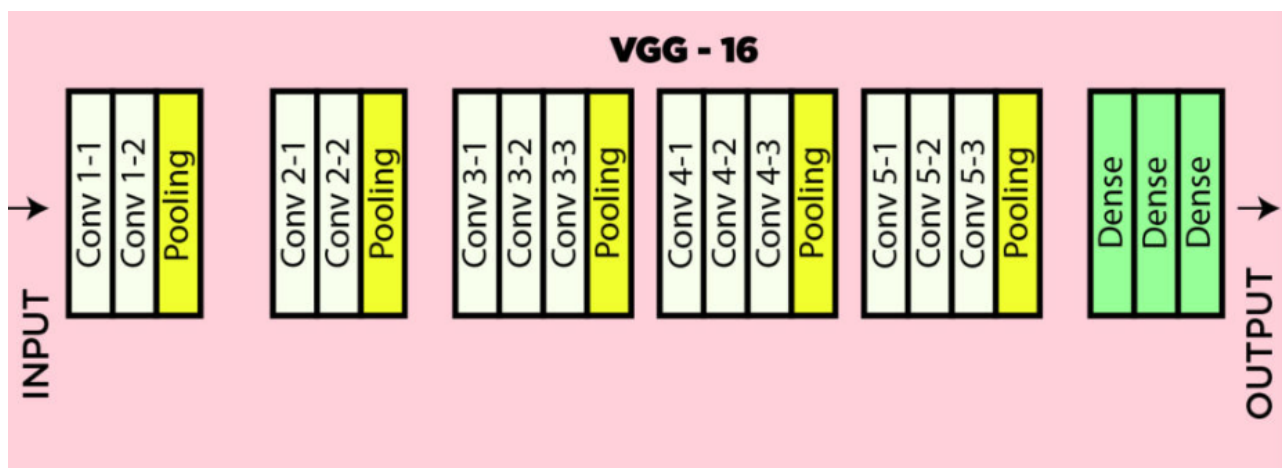 VGG - 16
INPUT
Conv 1-1
Conv 1-2
Pooling
Conv 2-1
Conv 2-2
Pooling
Conv 3-1
Conv 3-2
Conv 3-3
Pooling
Conv 4-1
Conv 4-2
Conv 4-3
Pooling
Conv 5-1
Conv 5-2
Conv 5-3
Pooling
Dense
Dense
Dense
OUTPUT